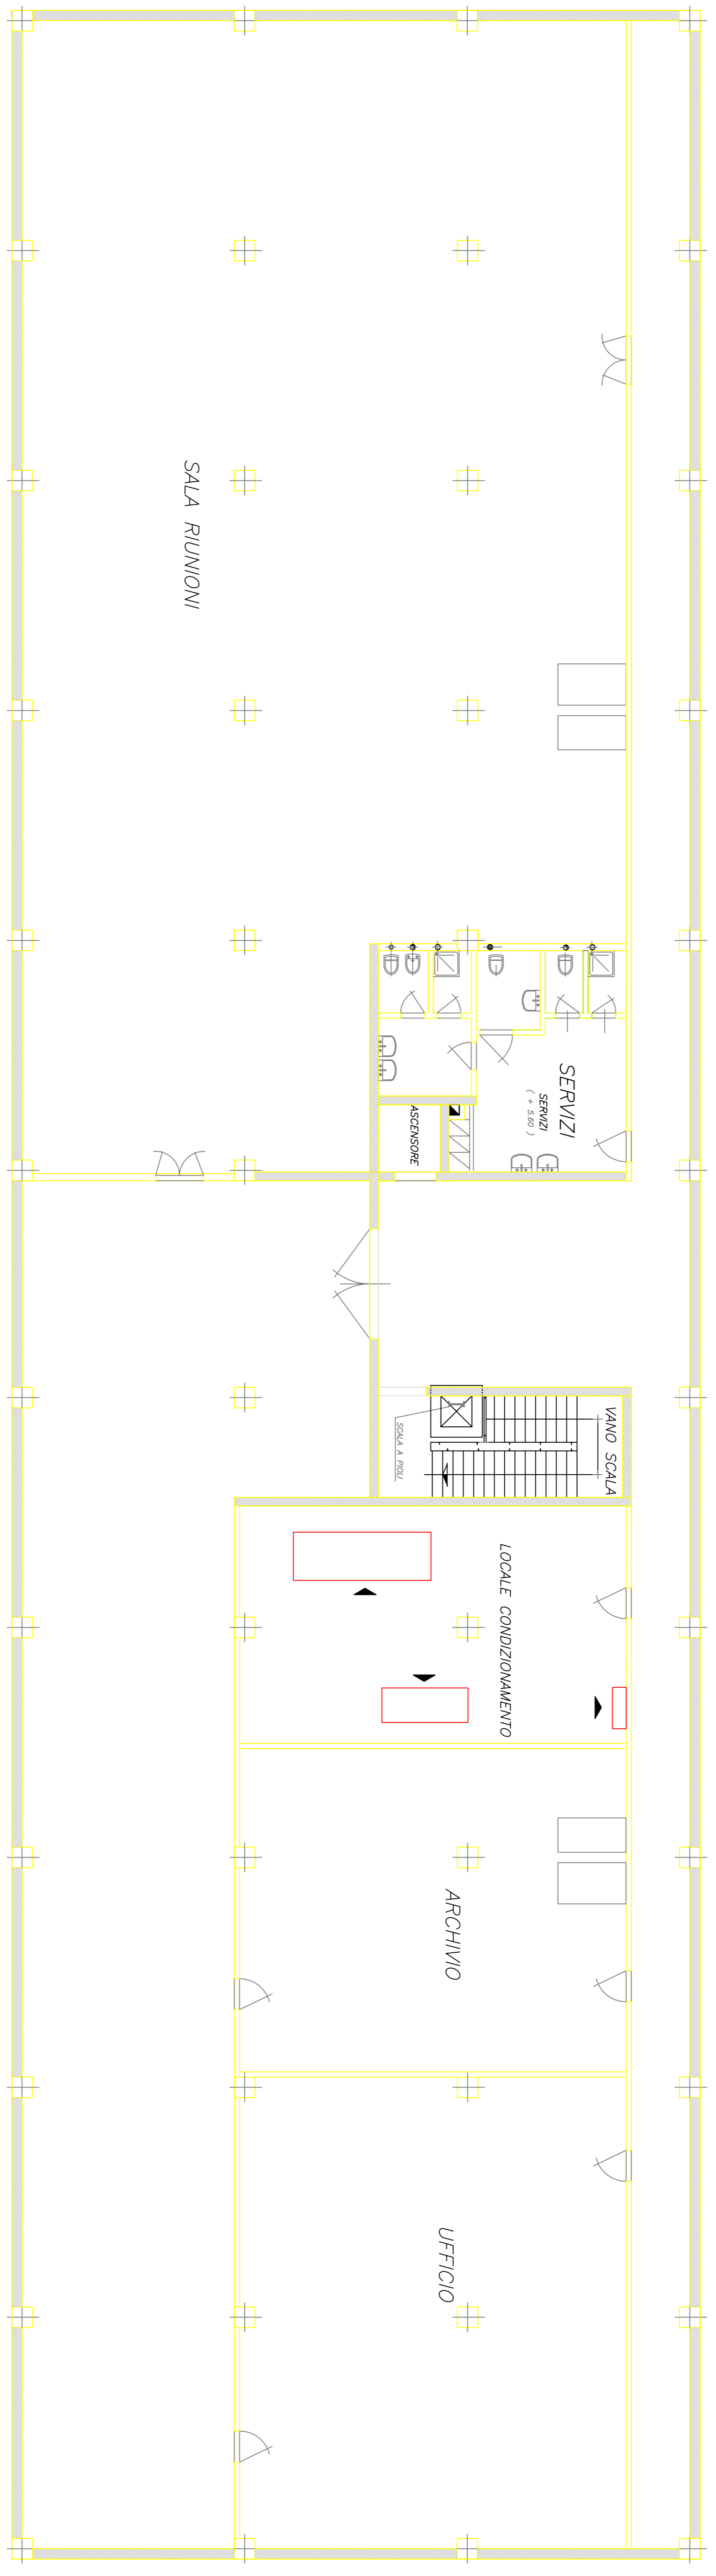 SALA RIUNIONI
SERVIZI
SERVIZI
( + 5.60 )
ASCENSORE
VANO SCALA
SCALA A PIOLI
LOCALE CONDIZIONAMENTO
ARCHIVIO
UFFICIO